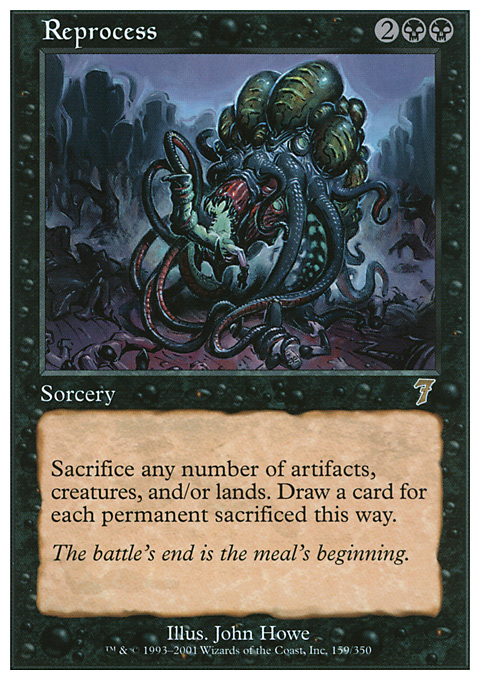 Reprocess 2
Sorcery 7
Sacrifice any number of artifacts,
creatures, and/or lands. Draw a card for
each permanent sacrificed this way.
The battle's end is the meal's beginning.
Illus. John Howe
™ & © 1993–2001 Wizards of the Coast, Inc. 159/350